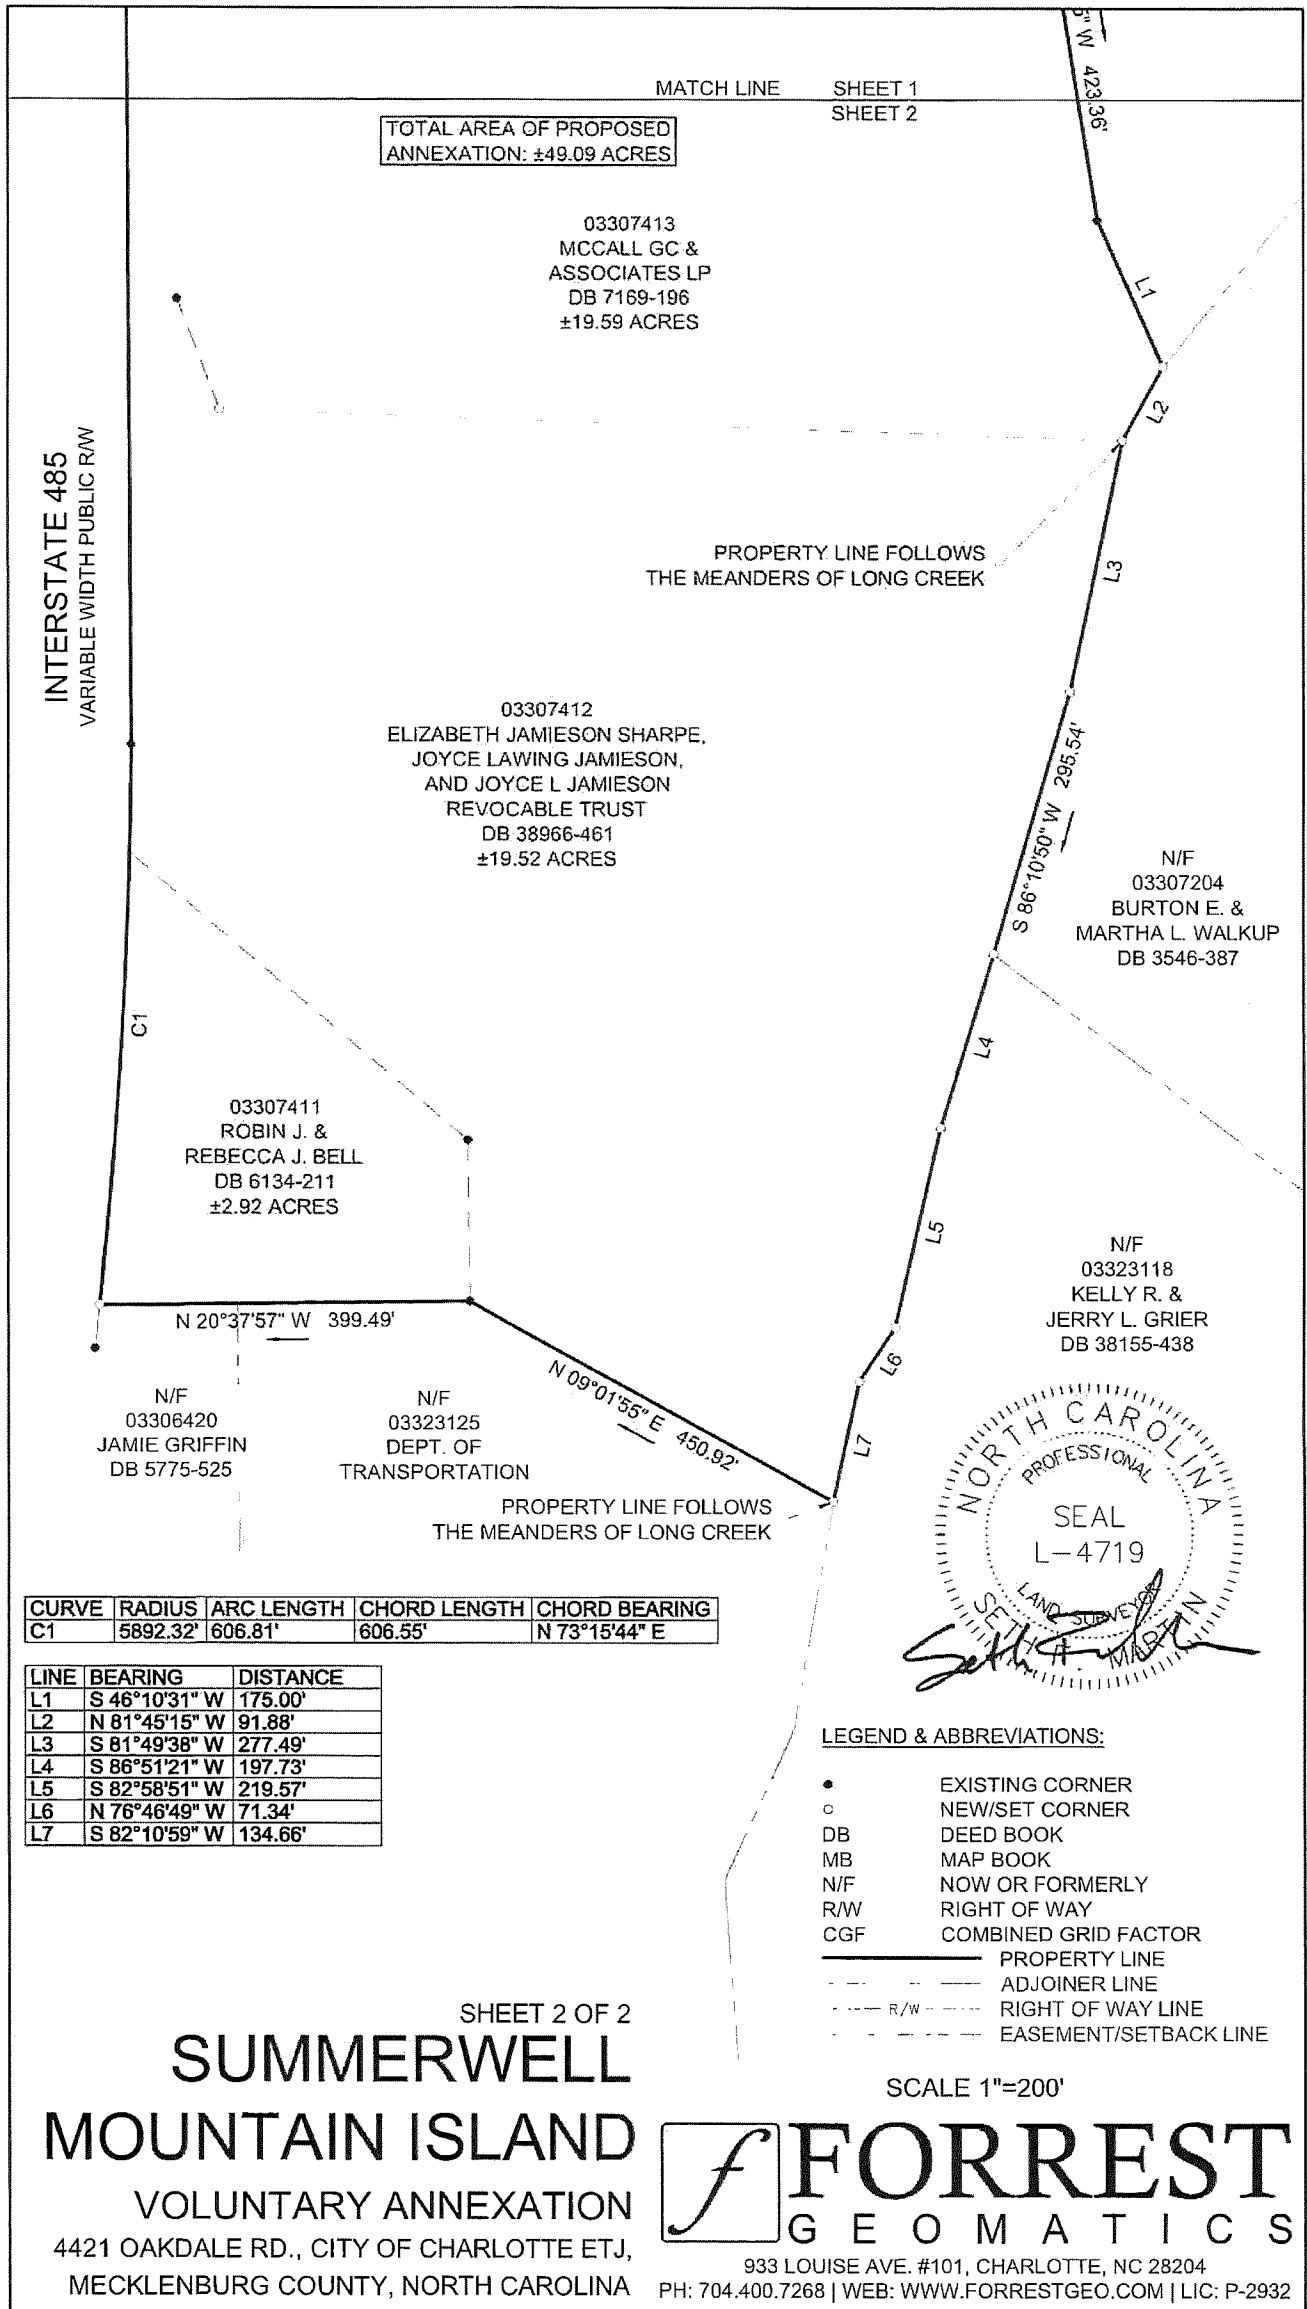 5" W 423.36'
MATCH LINE SHEET 1
SHEET 2
TOTAL AREA OF PROPOSED
ANNEXATION: ±49.09 ACRES
03307413
MCCALL GC &
ASSOCIATES LP
DB 7169-196
±19.59 ACRES
L1
L2
INTERSTATE 485
VARIABLE WIDTH PUBLIC R/W
PROPERTY LINE FOLLOWS
THE MEANDERS OF LONG CREEK
L3
03307412
ELIZABETH JAMIESON SHARPE,
JOYCE LAWING JAMIESON,
AND JOYCE L JAMIESON
REVOCABLE TRUST
DB 38966-461
±19.52 ACRES
S 86°10'50" W 295.54'
N/F
03307204
BURTON E. &
MARTHA L. WALKUP
DB 3546-387
C1
L4
03307411
ROBIN J. &
REBECCA J. BELL
DB 6134-211
±2.92 ACRES
L5
N/F
03323118
KELLY R. &
JERRY L. GRIER
DB 38155-438
N 20°37'57" W 399.49'
L6
N 09°01'55" E 450.92'
L7
N/F
03306420
JAMIE GRIFFIN
DB 5775-525
N/F
03323125
DEPT. OF
TRANSPORTATION
PROPERTY LINE FOLLOWS
THE MEANDERS OF LONG CREEK
NORTH CAROLINA
PROFESSIONAL
SEAL
L-4719
LAND SURVEYOR
SETH H. MARTIN
CURVE RADIUS ARC LENGTH CHORD LENGTH CHORD BEARING
C1 5892.32' 606.81' 606.55' N 73°15'44" E
LINE BEARING DISTANCE
L1 S 46°10'31" W 175.00'
L2 N 81°45'15" W 91.88'
L3 S 81°49'38" W 277.49'
L4 S 86°51'21" W 197.73'
L5 S 82°58'51" W 219.57'
L6 N 76°46'49" W 71.34'
L7 S 82°10'59" W 134.66'
LEGEND & ABBREVIATIONS:
EXISTING CORNER
NEW/SET CORNER
DB DEED BOOK
MB MAP BOOK
N/F NOW OR FORMERLY
R/W RIGHT OF WAY
CGF COMBINED GRID FACTOR
PROPERTY LINE
ADJOINER LINE
R/W RIGHT OF WAY LINE
EASEMENT/SETBACK LINE
SCALE 1"=200'
SHEET 2 OF 2
SUMMERWELL
MOUNTAIN ISLAND
VOLUNTARY ANNEXATION
4421 OAKDALE RD., CITY OF CHARLOTTE ETJ,
MECKLENBURG COUNTY, NORTH CAROLINA
f FORREST
GEOMATICS
933 LOUISE AVE. #101, CHARLOTTE, NC 28204
PH: 704.400.7268 | WEB: WWW.FORRESTGEO.COM | LIC: P-2932